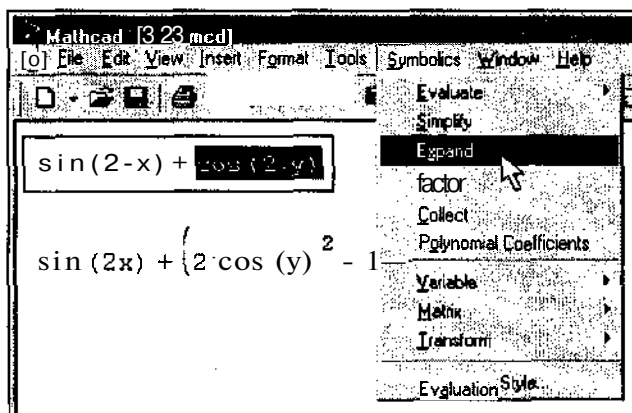 Mathcad [3 23 mcd]
[o] File Edit View Insert Format Tools Symbolics Window Help
Evaluate
Simplify
Expand
sin(2-x) + cos(2-y)
factor
Collect
Polynomial Coefficients
sin (2x) + (2 cos (y) ² - 1
Variable
Matrix
Transform
Evaluation Style...